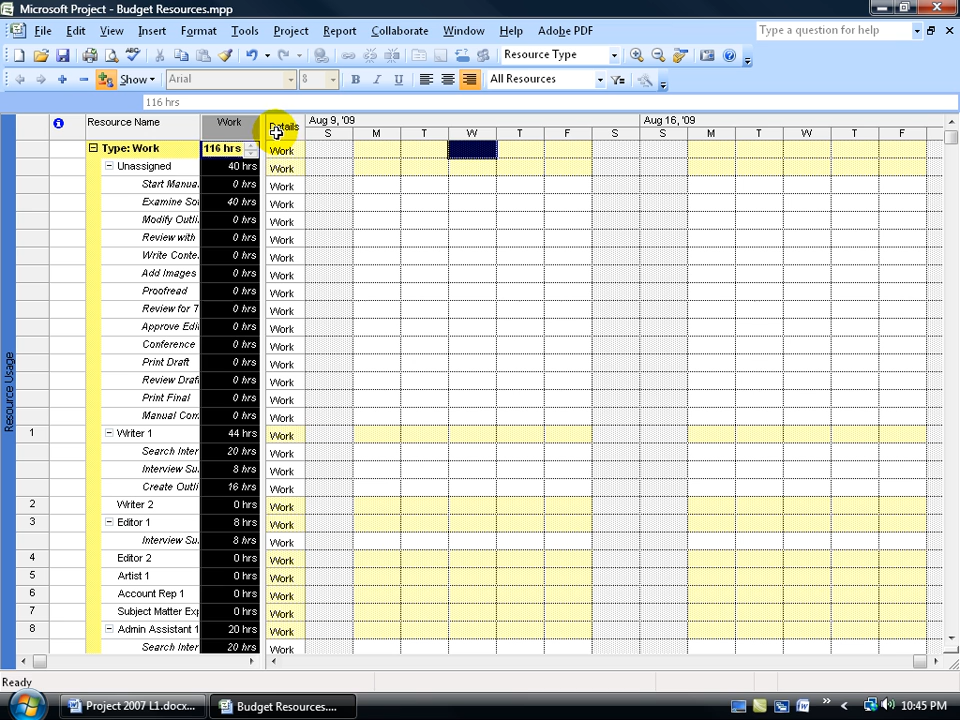 Microsoft Project - Budget Resources.mpp
File Edit View Insert Format Tools Project Report Collaborate Window Help Adobe PDF Type a question for help
Resource Type
Show Arial 8 B I U All Resources
116 hrs
Resource Name Work Details Aug 9, '09 Aug 16, '09
S M T W T F S S M T W T F
Type: Work 116 hrs Work
Unassigned 40 hrs Work
Start Manua. 0 hrs Work
Examine Soi 40 hrs Work
Modify Outli. 0 hrs Work
Review with 0 hrs Work
Write Conte. 0 hrs Work
Add Images 0 hrs Work
Proofread 0 hrs Work
Review for 7 0 hrs Work
Approve Edi 0 hrs Work
Conference 0 hrs Work
Print Draft 0 hrs Work
Review Draf 0 hrs Work
Print Final 0 hrs Work
Manual Com 0 hrs Work
1 Writer 1 44 hrs Work
Search Inter 20 hrs Work
Interview Su. 8 hrs Work
Create Outli 16 hrs Work
2 Writer 2 0 hrs Work
3 Editor 1 8 hrs Work
Interview Su. 8 hrs Work
4 Editor 2 0 hrs Work
5 Artist 1 0 hrs Work
6 Account Rep 1 0 hrs Work
7 Subject Matter Exp 0 hrs Work
8 Admin Assistant 1 20 hrs Work
Search Inter 20 hrs Work
Resource Usage
Ready
Project 2007 L1.docx... Budget Resources.... 10:45 PM